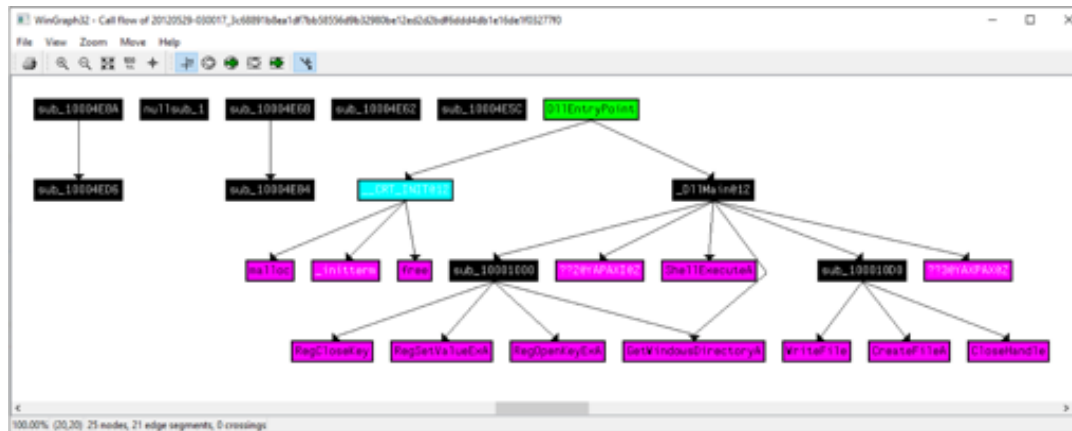 WinGraph32 - Call flow of 20120529-030017_3c68891b8ea1df7bb58556d9b32980be12ed2d2bdf6ddd4db1e16de1f03277f0
File View Zoom Move Help
sub_10004E8A nullsub_1 sub_10004E68 sub_10004E62 sub_10004E5C DllEntryPoint
sub_10004ED6 sub_10004E84 __CRT_INIT@12 _DllMain@12
malloc _initterm free sub_10001000 ??2@YAPAXI@Z ShellExecuteA sub_100010D0 ??3@YAXPAX@Z
RegCloseKey RegSetValueExA RegOpenKeyExA GetWindowsDirectoryA WriteFile CreateFileA CloseHandle
100.00% (20,20) 25 nodes, 21 edge segments, 0 crossings